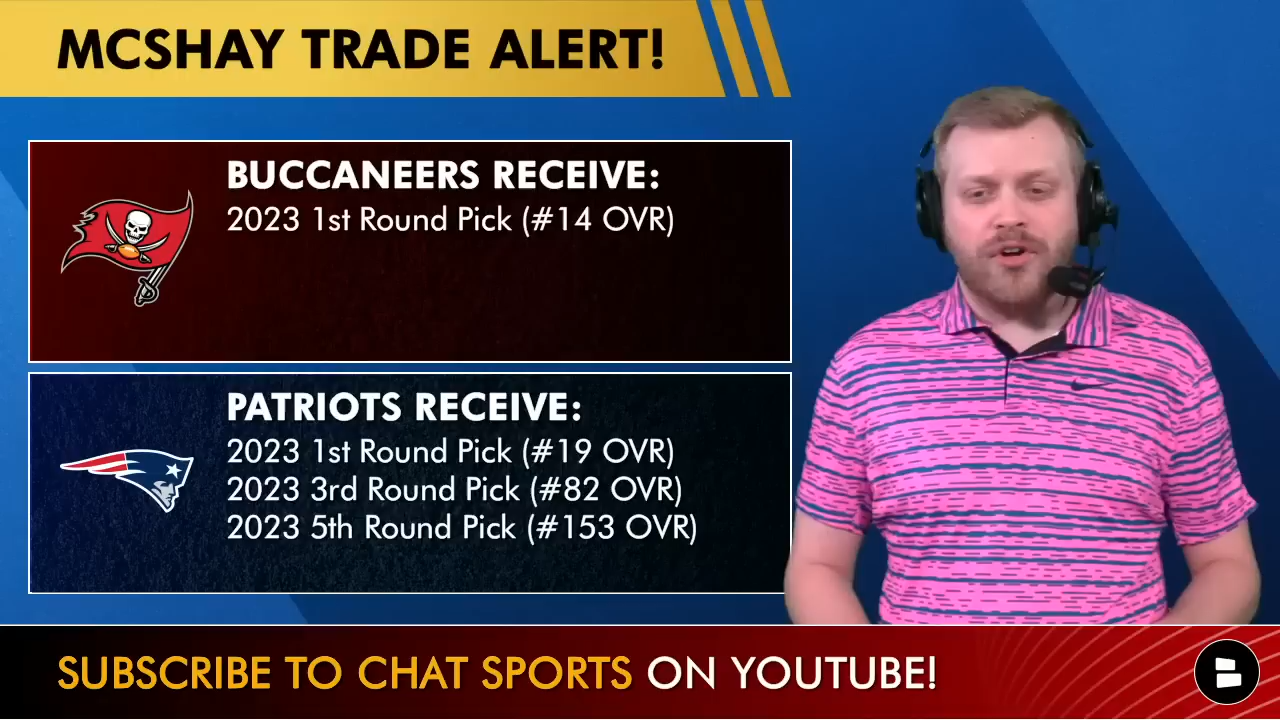 MCSHAY TRADE ALERT!
BUCCANEERS RECEIVE:
2023 1st Round Pick (#14 OVR)
PATRIOTS RECEIVE:
2023 1st Round Pick (#19 OVR)
2023 3rd Round Pick (#82 OVR)
2023 5th Round Pick (#153 OVR)
SUBSCRIBE TO CHAT SPORTS ON YOUTUBE!